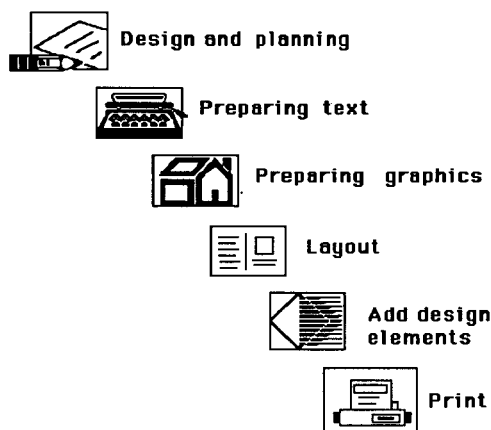 Design and planning
Preparing text
Preparing graphics
Layout
Add design
elements
Print